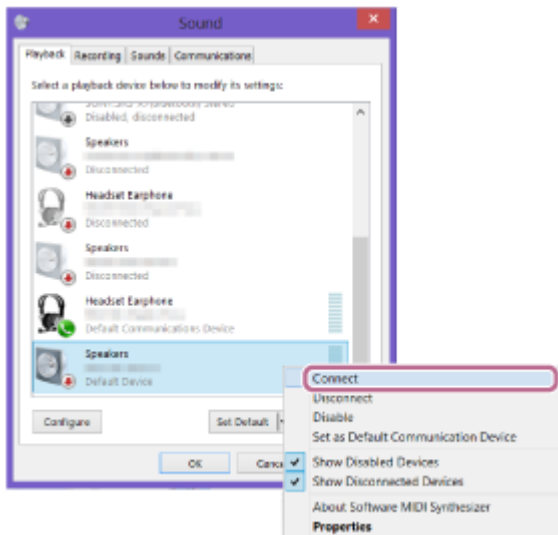 Sound
Playback Recording Sounds Communications
Select a playback device below to modify its settings:
Disabled, disconnected
Speakers
Disconnected
Headset Earphone
Disconnected
Speakers
Disconnected
Headset Earphone
Default Communications Device
Speakers
Default Device
Configure Set Default
OK
Connect
Disconnect
Disable
Set as Default Communication Device
Show Disabled Devices
Show Disconnected Devices
About Software MIDI Synthesizer
Properties